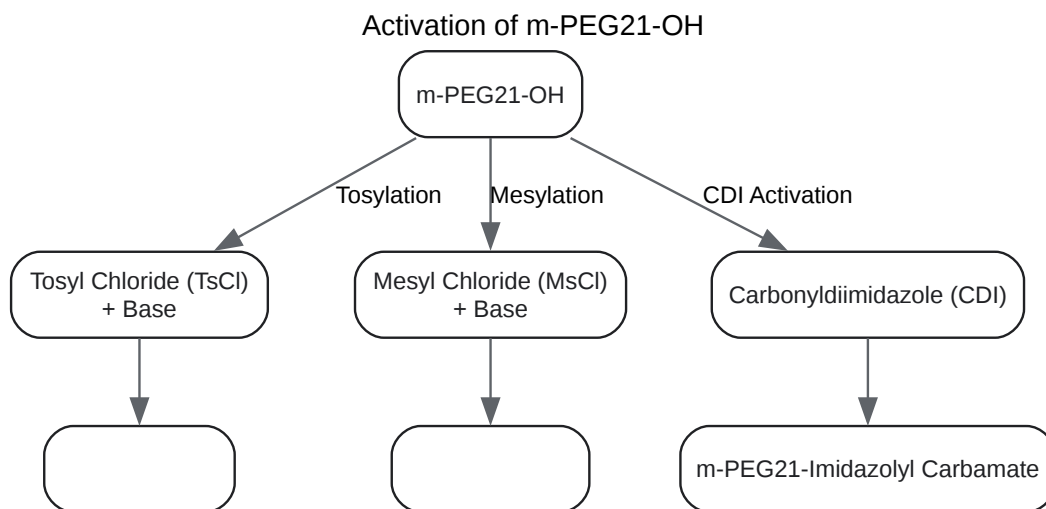 Activation of m-PEG21-OH
m-PEG21-OH
Tosylation
Mesylation
CDI Activation
Tosyl Chloride (TsCl)
+ Base
Mesyl Chloride (MsCl)
+ Base
Carbonyldiimidazole (CDI)
m-PEG21-Imidazolyl Carbamate